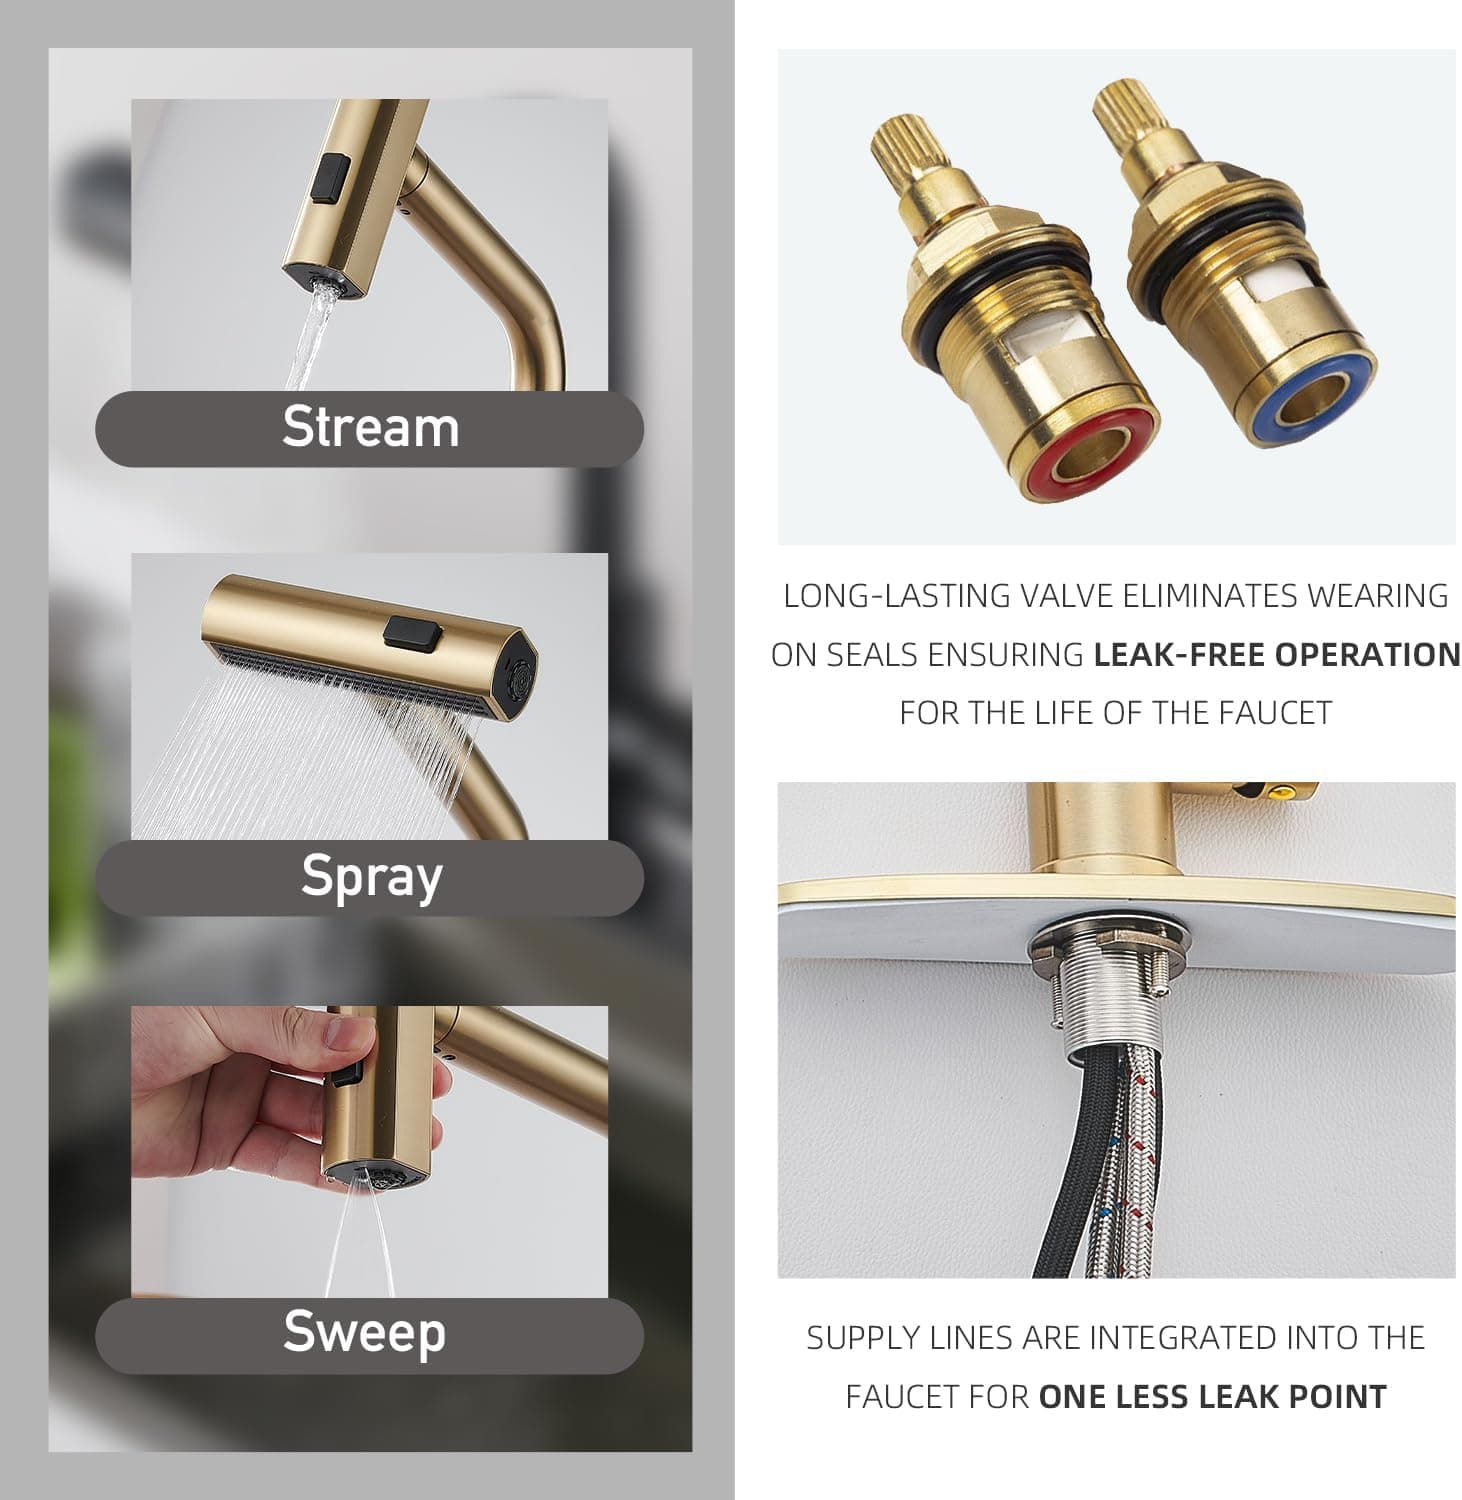 Stream
Spray
Sweep
LONG-LASTING VALVE ELIMINATES WEARING
ON SEALS ENSURING LEAK-FREE OPERATION
FOR THE LIFE OF THE FAUCET
SUPPLY LINES ARE INTEGRATED INTO THE
FAUCET FOR ONE LESS LEAK POINT